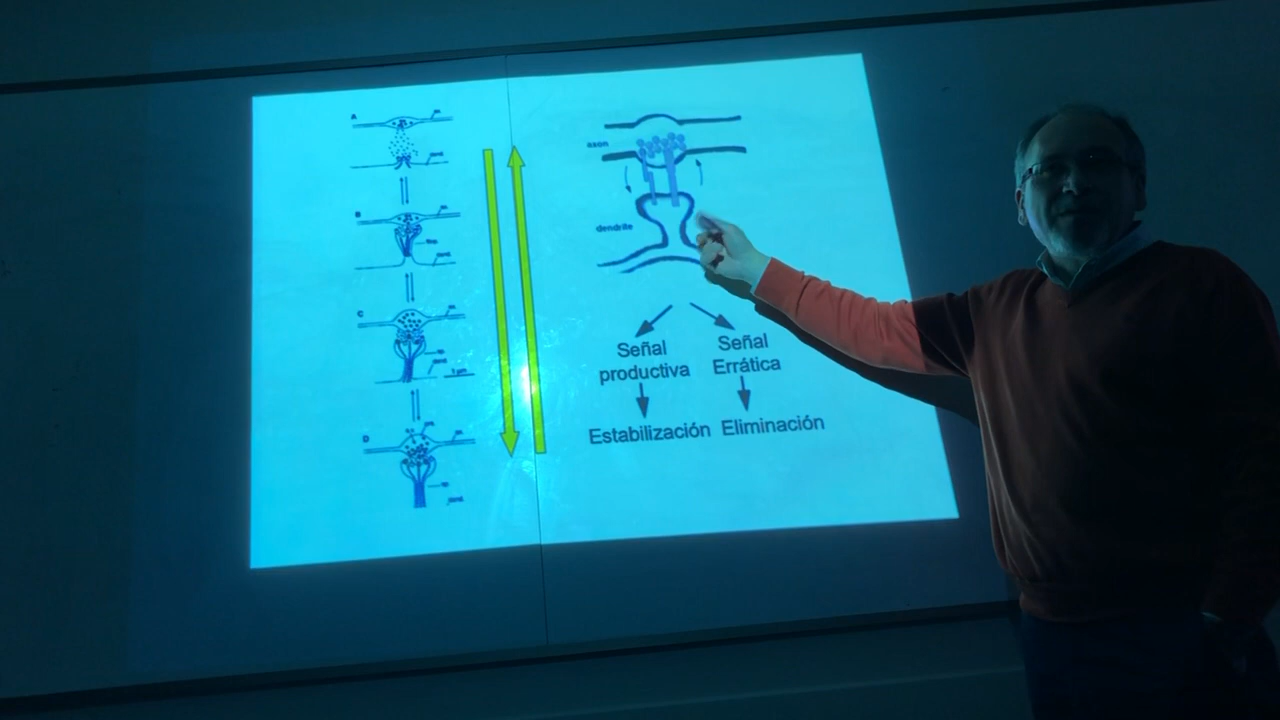 A
B
C
D
axon
dendrite
Señal
productiva
Señal
Errática
Estabilización
Eliminación